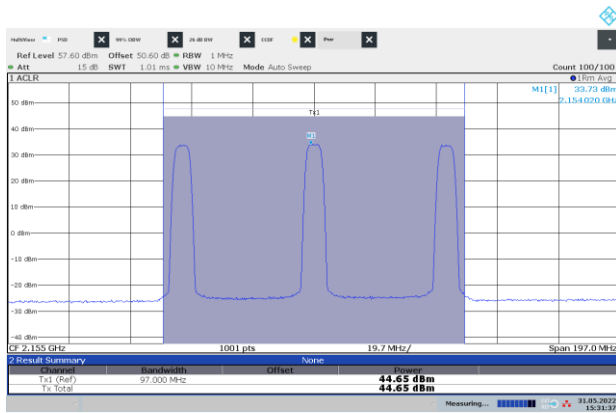 MultiView PSD 99% OBW 26 dB BW CCDF Pwr
Ref Level 57.60 dBm Offset 50.60 dB RBW 1 MHz
Att 15 dB SWT 1.01 ms VBW 10 MHz Mode Auto Sweep Count 100/100
1 ACLR 1Rm Avg
M1[1] 33.73 dBm
2.154020 GHz
50 dBm
Tx1
40 dBm
M1
30 dBm
20 dBm
10 dBm
0 dBm
-10 dBm
-20 dBm
-30 dBm
-40 dBm
CF 2.155 GHz 1001 pts 19.7 MHz/ Span 197.0 MHz
2 Result Summary None
Channel Bandwidth Offset Power
Tx1 (Ref) 97.000 MHz 44.65 dBm
Tx Total 44.65 dBm
Measuring... 31.05.2022
15:31:37